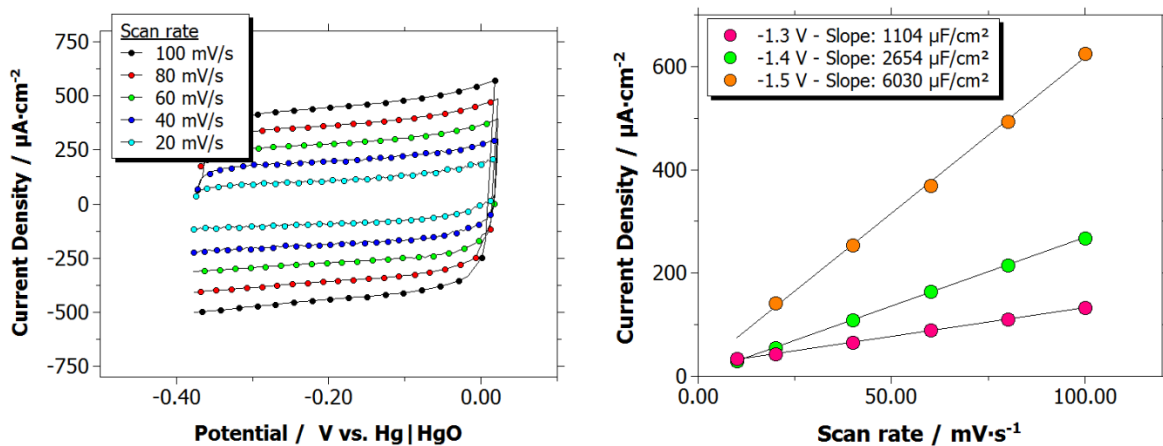 Scan rate
100 mV/s
80 mV/s
60 mV/s
40 mV/s
20 mV/s
750
500
250
0
-250
-500
-750
-0.40
-0.20
0.00
Current Density / µA·cm⁻²
Potential / V vs. Hg|HgO
-1.3 V - Slope: 1104 µF/cm²
-1.4 V - Slope: 2654 µF/cm²
-1.5 V - Slope: 6030 µF/cm²
600
400
200
0
0.00
50.00
100.00
Current Density / µA·cm⁻²
Scan rate / mV·s⁻¹